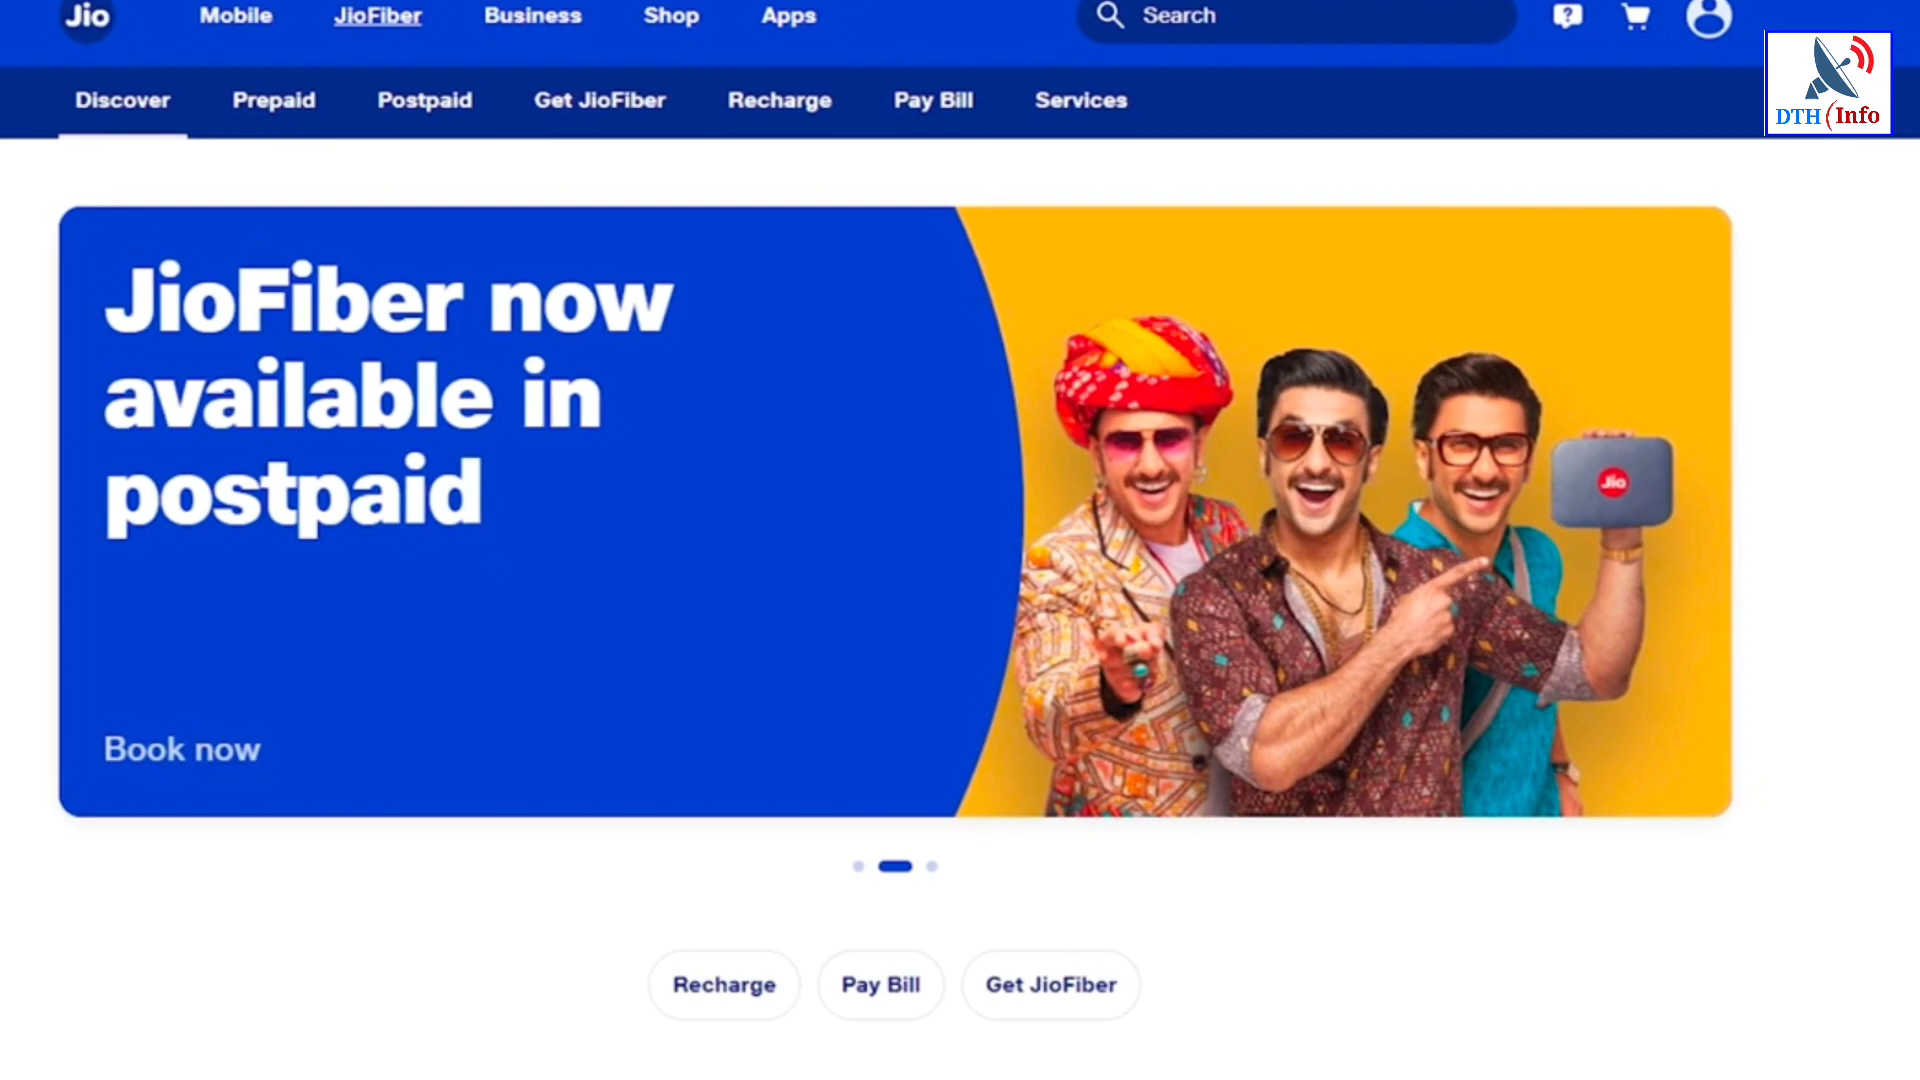 Jio
Mobile
JioFiber
Business
Shop
Apps
Search
Discover
Prepaid
Postpaid
Get JioFiber
Recharge
Pay Bill
Services
DTH Info
JioFiber now
available in
postpaid
Jio
Book now
Recharge
Pay Bill
Get JioFiber